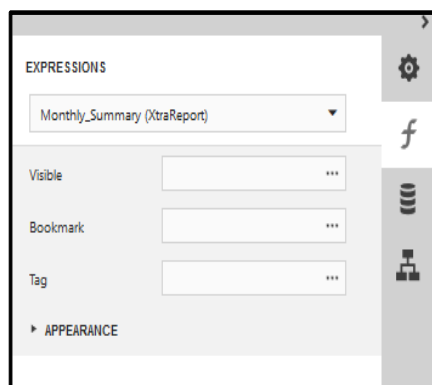 EXPRESSIONS
Monthly_Summary (XtraReport)
Visible
Bookmark
Tag
APPEARANCE